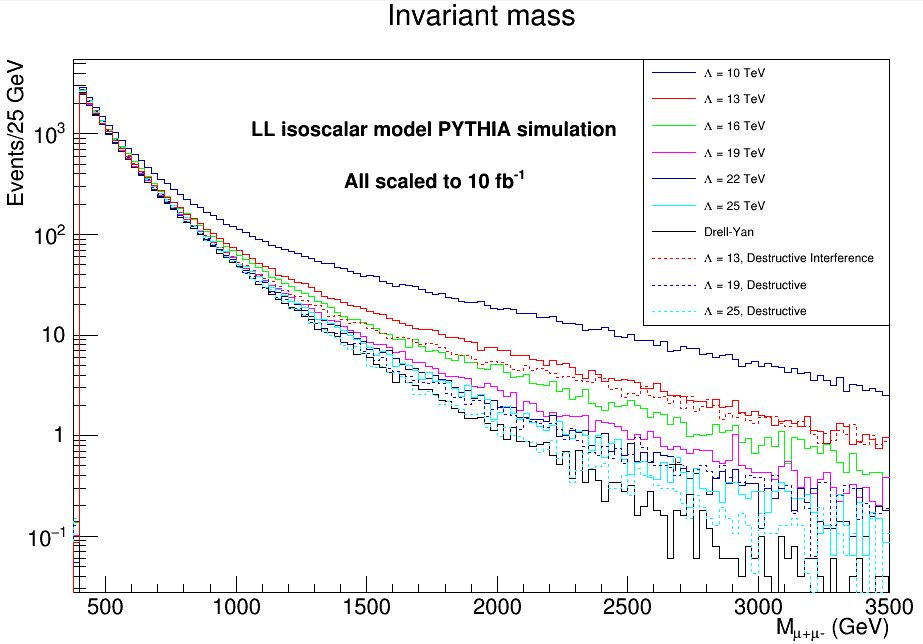 Invariant mass
Events/25 GeV
LL isoscalar model PYTHIA simulation
All scaled to 10 fb⁻¹
Λ = 10 TeV
Λ = 13 TeV
Λ = 16 TeV
Λ = 19 TeV
Λ = 22 TeV
Λ = 25 TeV
Drell-Yan
Λ = 13, Destructive Interference
Λ = 19, Destructive
Λ = 25, Destructive
10³
10²
10
1
10⁻¹
500 1000 1500 2000 2500 3000 3500
M μ+μ- (GeV)